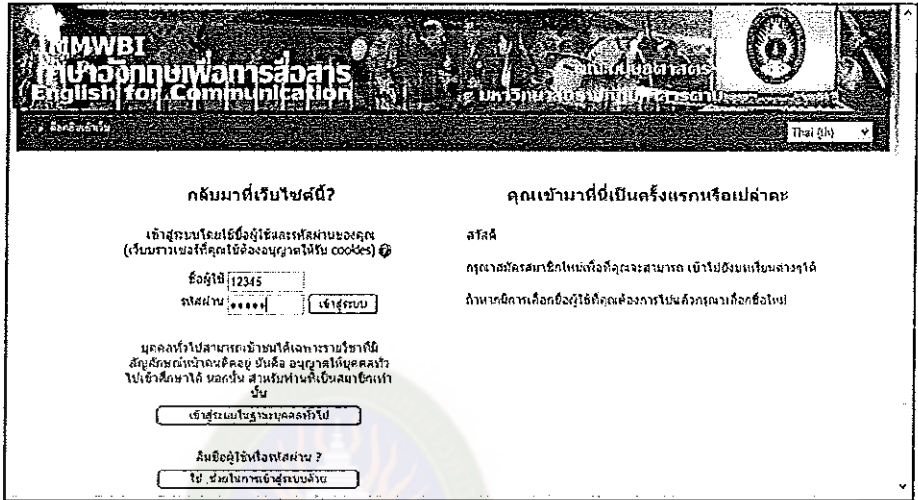 MWBI
ภาษาอังกฤษเพื่อการสื่อสาร
English for Communication
Thai (th)
กลับมาที่เว็บไซต์นี้?
เข้าสู่ระบบโดยใช้ชื่อผู้ใช้และรหัสผ่านของคุณ
(เว็บบราวเซอร์ที่คุณใช้ต้องอนุญาตให้รับ cookies)
ชื่อผู้ใช้ 12345
รหัสผ่าน ••••• เข้าสู่ระบบ
บุคคลทั่วไปสามารถเข้าชมได้เฉพาะรายวิชาที่มี
สัญลักษณ์หน้าคนติดอยู่ นั่นคือ อนุญาตให้บุคคลทั่ว
ไปเข้าศึกษาได้ นอกนั้น สำหรับท่านที่เป็นสมาชิกเท่า
นั้น
เข้าสู่ระบบในฐานะบุคคลทั่วไป
ลืมชื่อผู้ใช้หรือรหัสผ่าน ?
ใช่ ,ช่วยในการเข้าสู่ระบบด้วย
คุณเข้ามาที่นี่เป็นครั้งแรกหรือเปล่าคะ
สวัสดี
กรุณาสมัครสมาชิกใหม่เพื่อที่คุณจะสามารถ เข้าไปยังบทเรียนต่างๆได้
ถ้าหากมีการเลือกชื่อผู้ใช้ที่คุณต้องการไปแล้วกรุณาเลือกชื่อใหม่